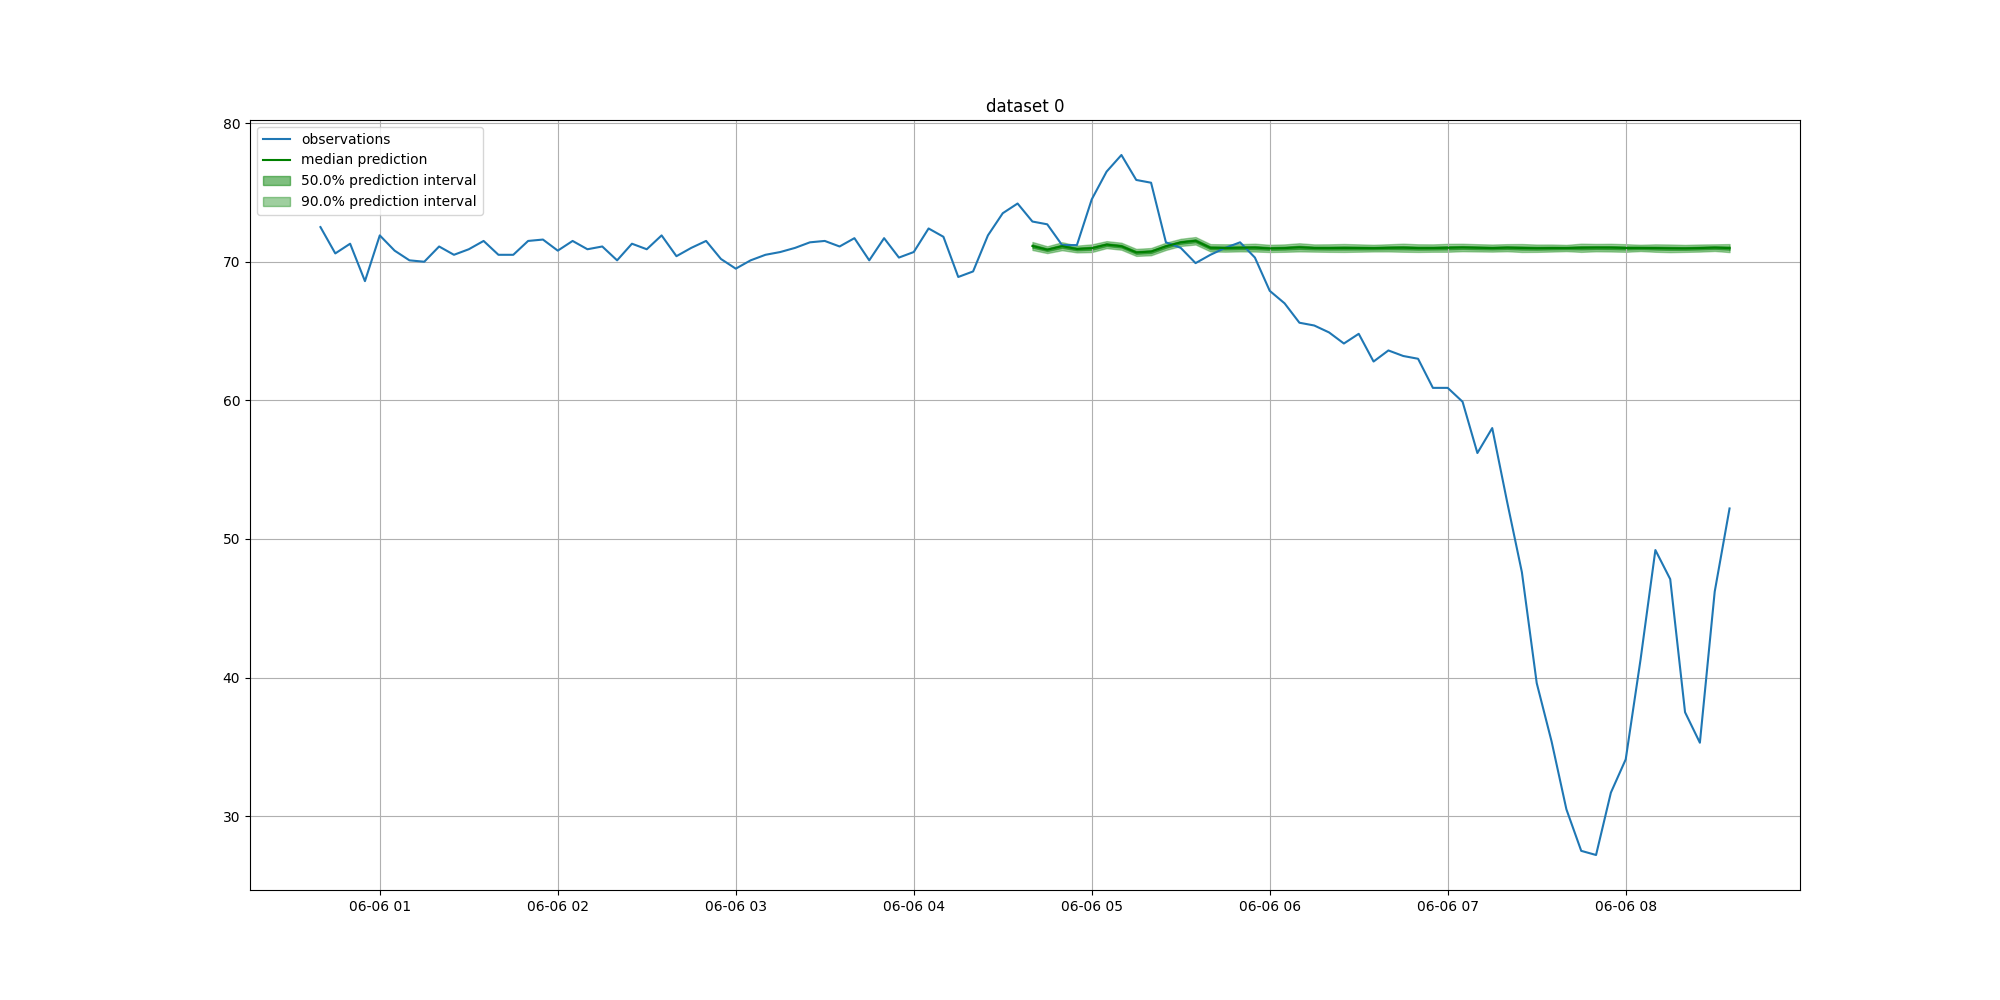 dataset 0
80
observations
median prediction
50.0% prediction interval
90.0% prediction interval
70
60
50
40
30
06-06 01
06-06 02
06-06 03
06-06 04
06-06 05
06-06 06
06-06 07
06-06 08